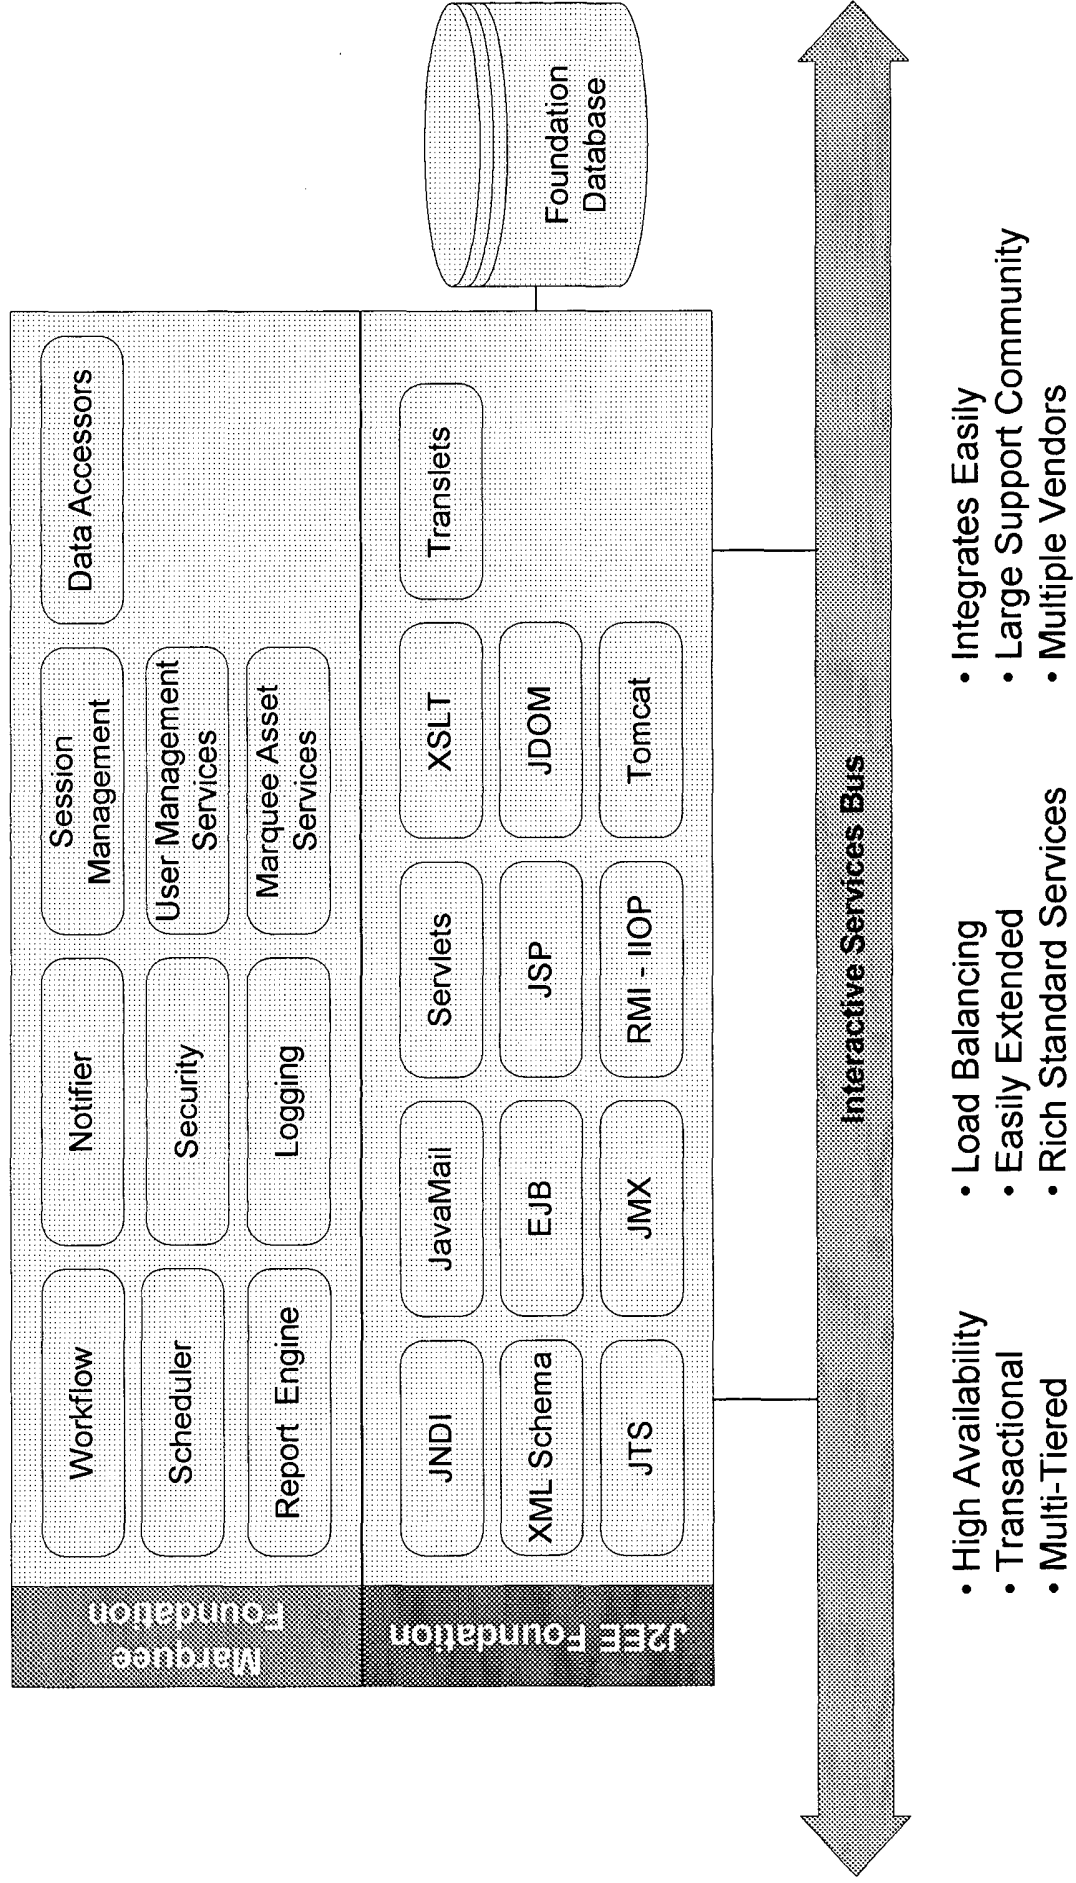 Marquee
Foundation
Workflow
Notifier
Session
Management
Data Accessors
Scheduler
Security
User Management
Services
Report Engine
Logging
Marquee Asset
Services
J2EE Foundation
JNDI
JavaMail
Servlets
XSLT
Translets
XML Schema
EJB
JSP
JDOM
JTS
JMX
RMI - IIOP
Tomcat
Foundation
Database
Interactive Services Bus
• High Availability
• Transactional
• Multi-Tiered
• Load Balancing
• Easily Extended
• Rich Standard Services
• Integrates Easily
• Large Support Community
• Multiple Vendors